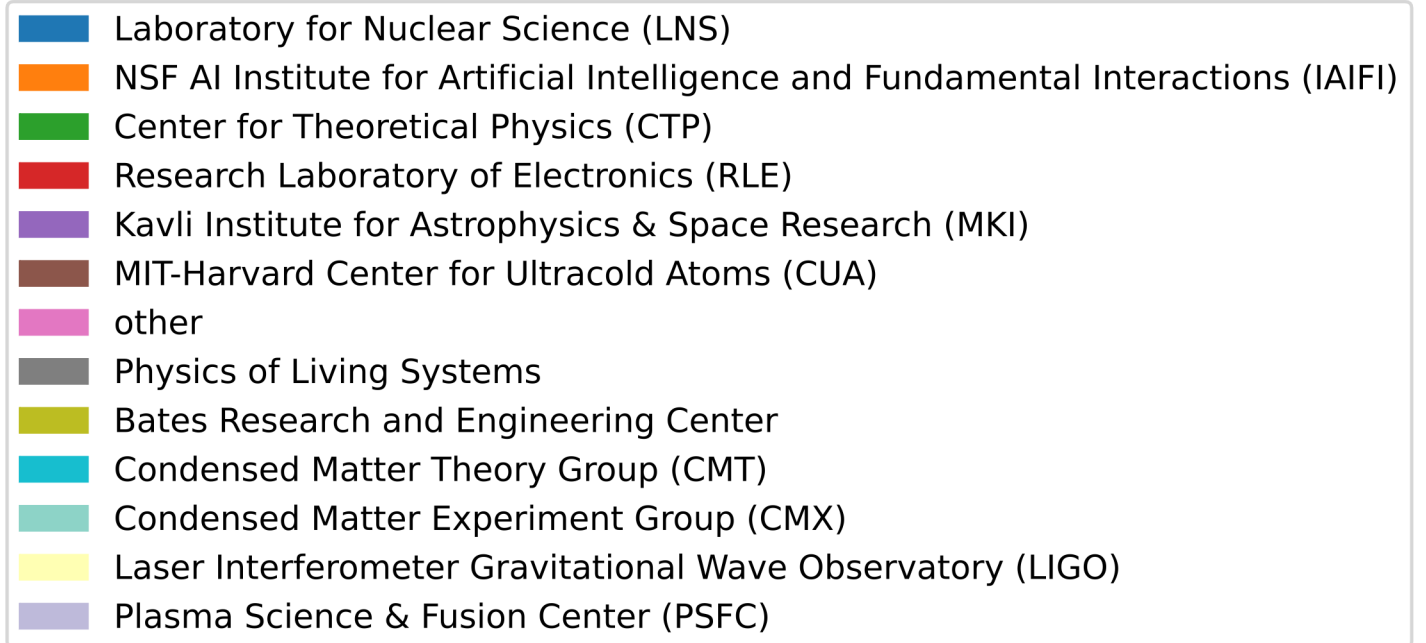 Laboratory for Nuclear Science (LNS)
NSF AI Institute for Artificial Intelligence and Fundamental Interactions (IAIFI)
Center for Theoretical Physics (CTP)
Research Laboratory of Electronics (RLE)
Kavli Institute for Astrophysics & Space Research (MKI)
MIT-Harvard Center for Ultracold Atoms (CUA)
other
Physics of Living Systems
Bates Research and Engineering Center
Condensed Matter Theory Group (CMT)
Condensed Matter Experiment Group (CMX)
Laser Interferometer Gravitational Wave Observatory (LIGO)
Plasma Science & Fusion Center (PSFC)